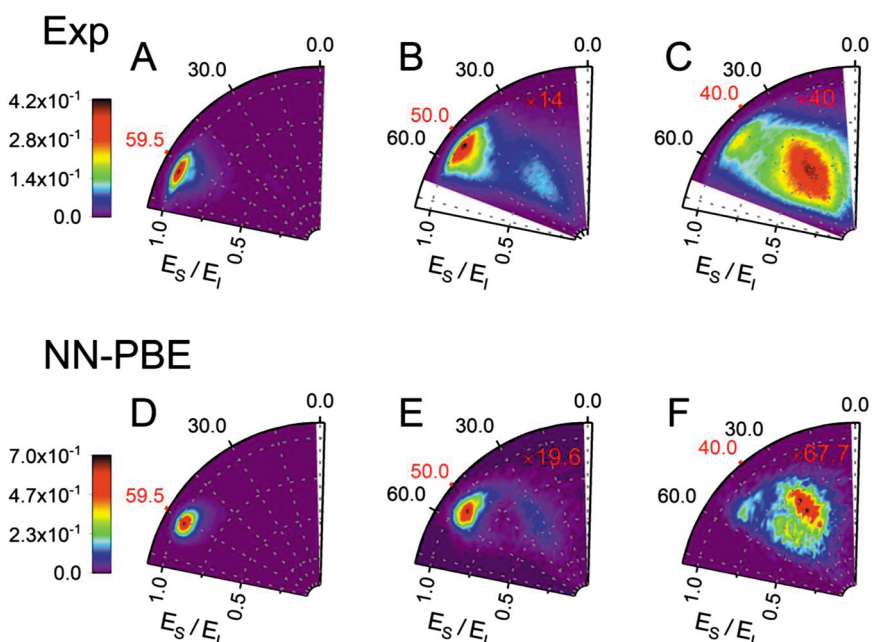 Exp
A
B
C
0.0
0.0
0.0
30.0
30.0
30.0
×14
×40
59.5
50.0
40.0
60.0
60.0
4.2x10⁻¹
2.8x10⁻¹
1.4x10⁻¹
0.0
1.0
0.5
1.0
0.5
1.0
0.5
E_S / E_I
E_S / E_I
E_S / E_I
NN-PBE
D
E
F
0.0
0.0
0.0
30.0
30.0
30.0
×19.6
×67.7
59.5
50.0
40.0
60.0
60.0
7.0x10⁻¹
4.7x10⁻¹
2.3x10⁻¹
0.0
1.0
0.5
1.0
0.5
1.0
0.5
E_S / E_I
E_S / E_I
E_S / E_I